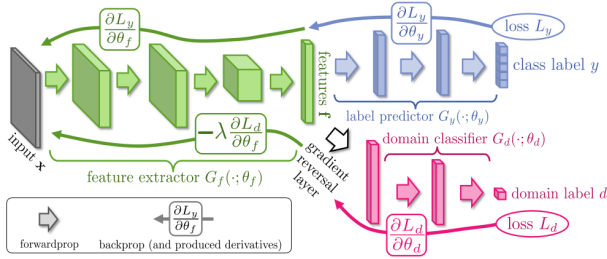 ∂L_y/∂θ_f
∂L_y/∂θ_y
loss L_y
features f
class label y
label predictor G_y(·; θ_y)
input x
−λ ∂L_d/∂θ_f
feature extractor G_f(·; θ_f)
gradient
reversal
layer
domain classifier G_d(·; θ_d)
domain label d
∂L_d/∂θ_d
loss L_d
∂L_y/∂θ_f
forwardprop
backprop (and produced derivatives)